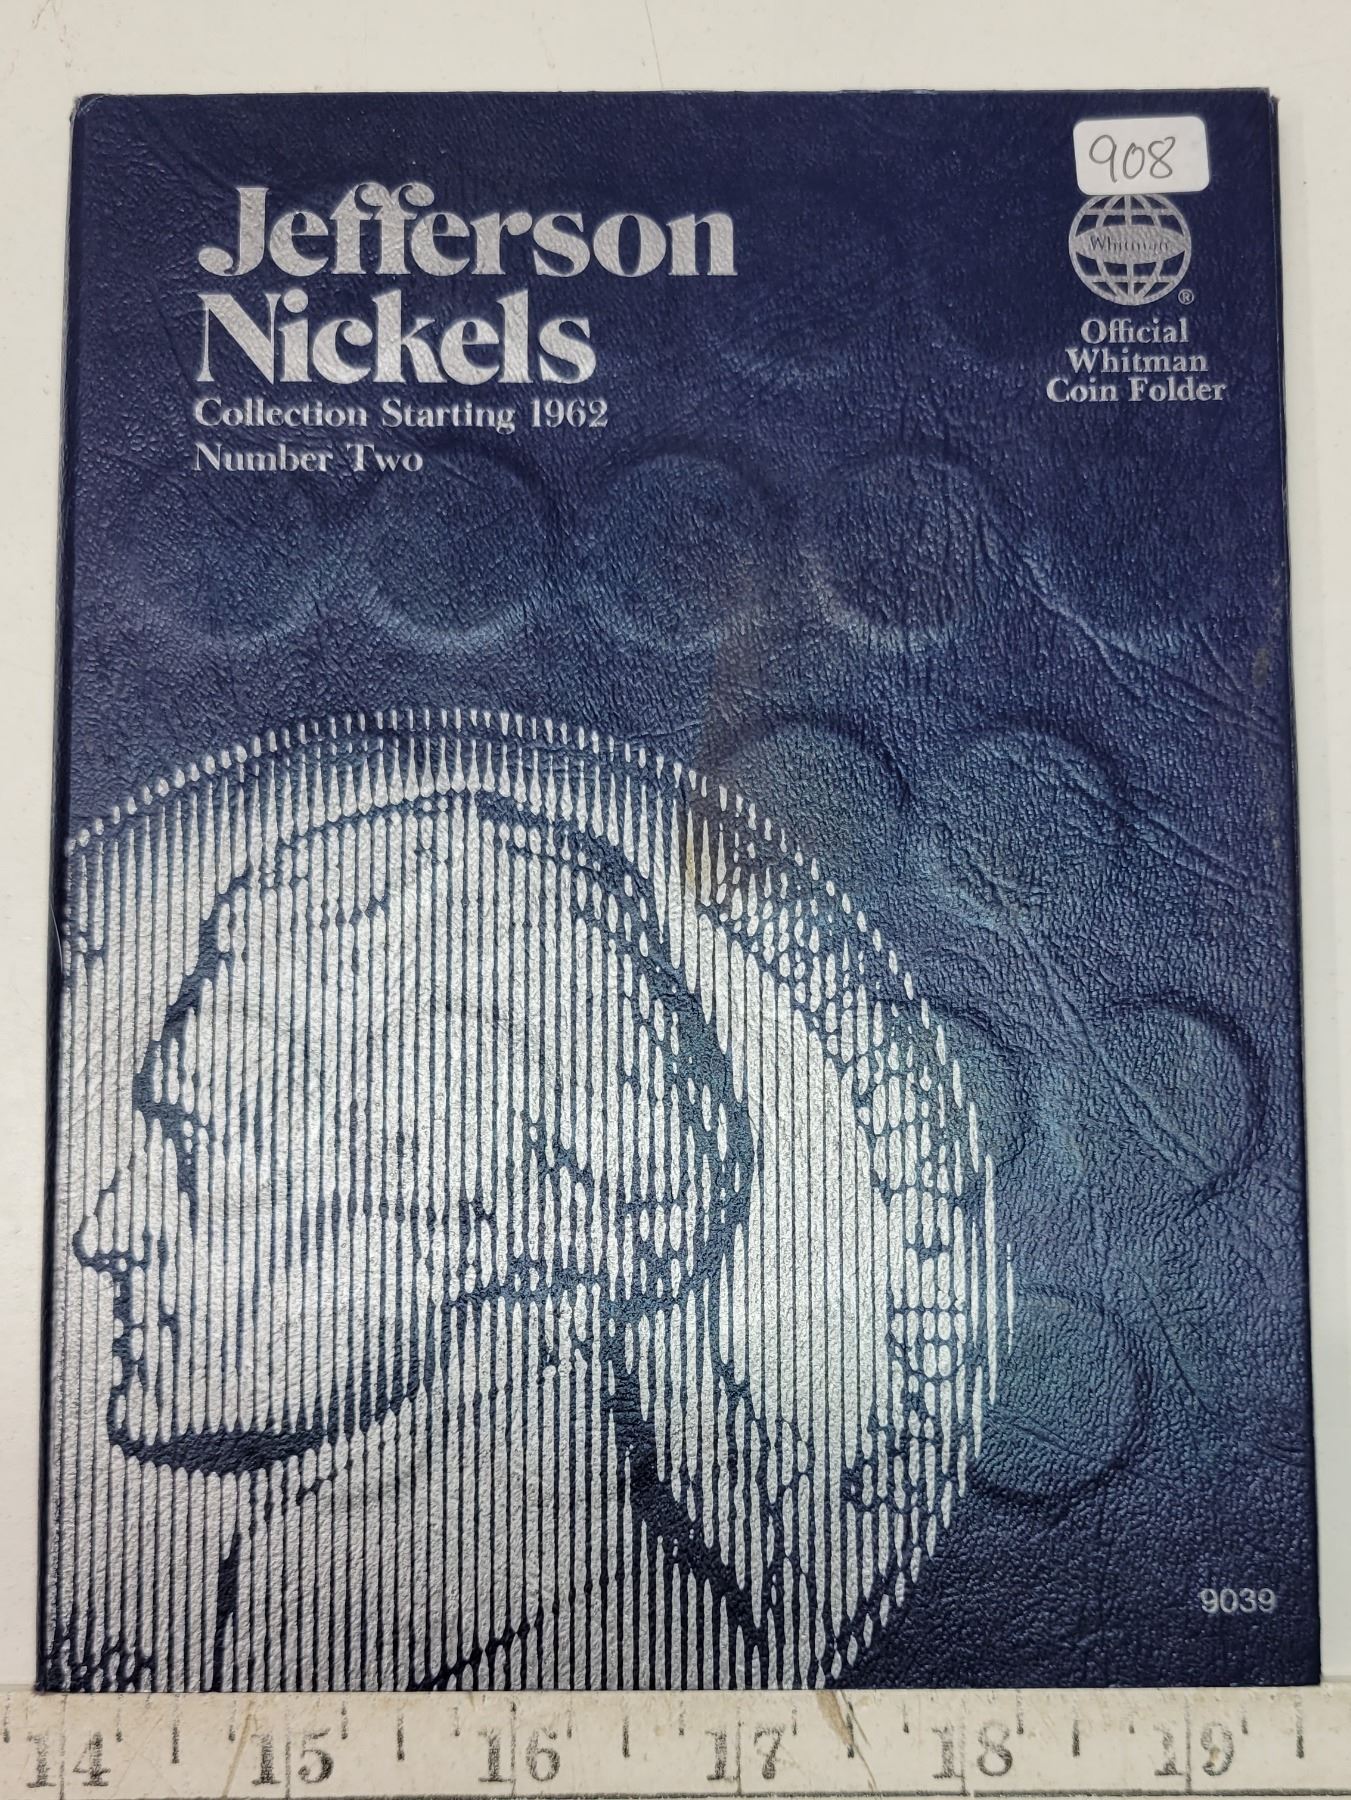 908
Jefferson
Nickels
Collection Starting 1962
Number Two
Whitman
®
Official
Whitman
Coin Folder
9039
14 15 16 17 18 19